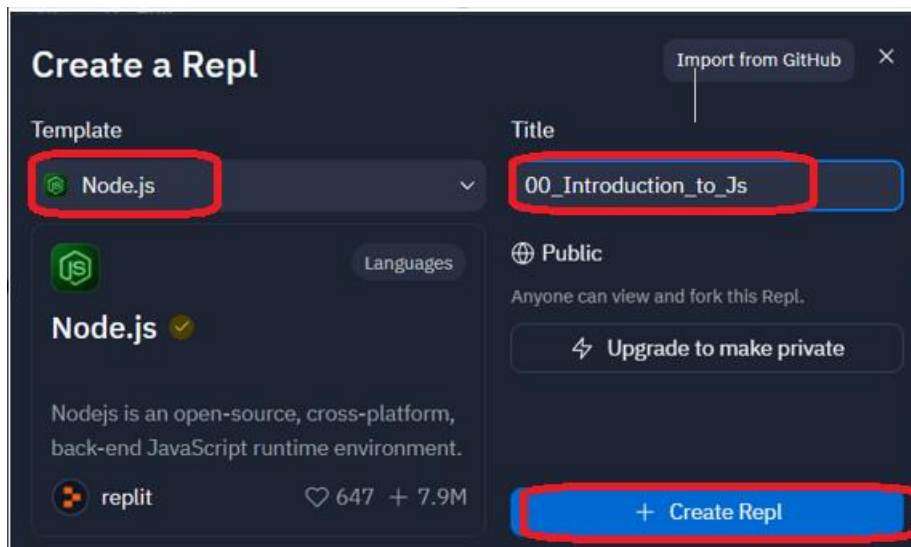 Create a Repl
Import from GitHub
Template
Title
Node.js
00_Introduction_to_Js
JS
Languages
Public
Anyone can view and fork this Repl.
Node.js
Upgrade to make private
Nodejs is an open-source, cross-platform,
back-end JavaScript runtime environment.
replit
647 + 7.9M
+ Create Repl